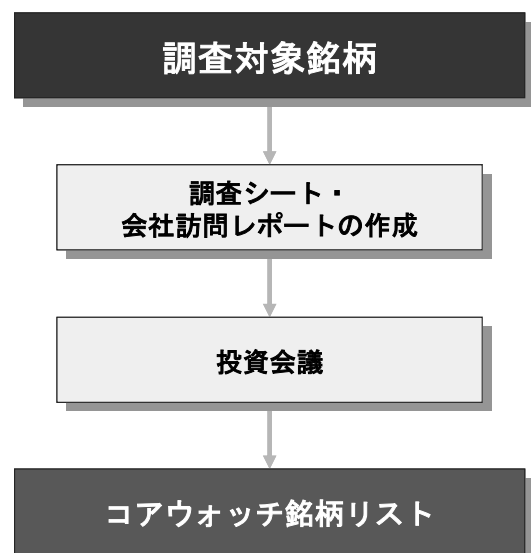 調査対象銘柄
調査シート・
会社訪問レポートの作成
投資会議
コアウォッチ銘柄リスト